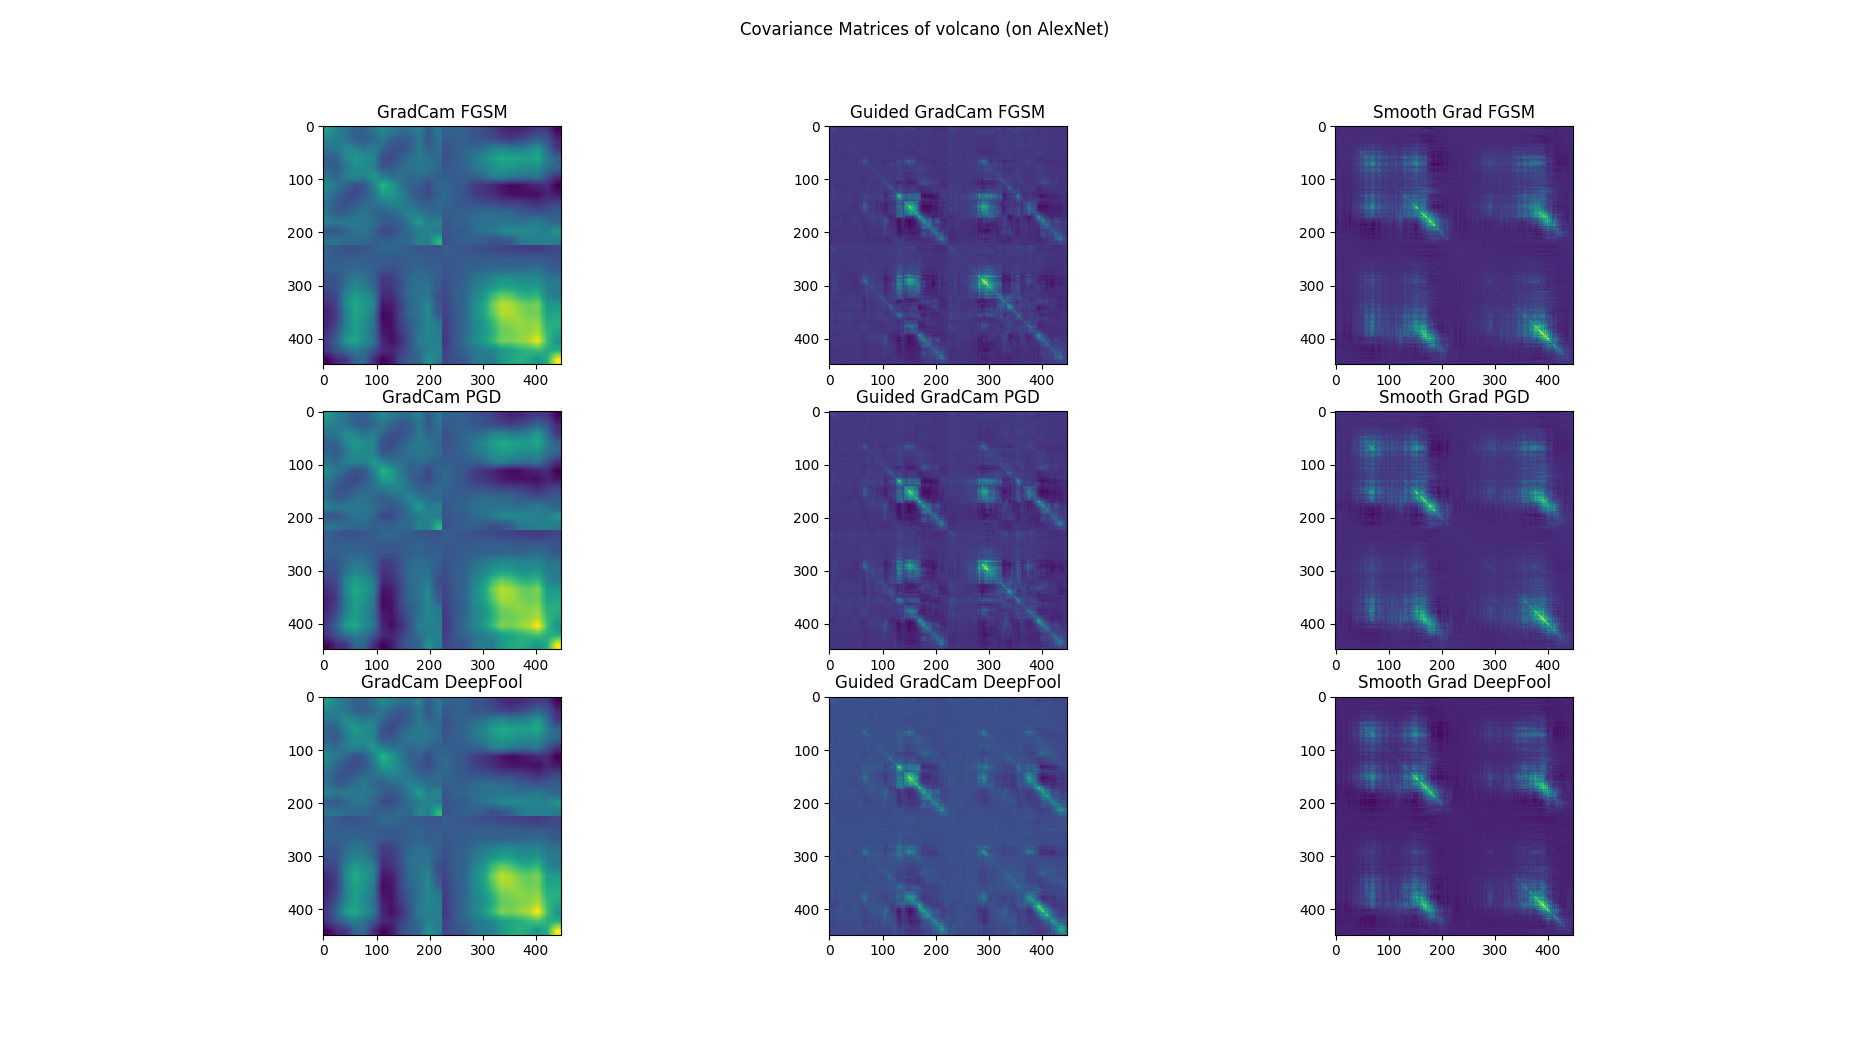 Covariance Matrices of volcano (on AlexNet)
GradCam FGSM
0
100
200
300
400
0 100 200 300 400
Guided GradCam FGSM
0
100
200
300
400
0 100 200 300 400
Smooth Grad FGSM
0
100
200
300
400
0 100 200 300 400
GradCam PGD
0
100
200
300
400
0 100 200 300 400
Guided GradCam PGD
0
100
200
300
400
0 100 200 300 400
Smooth Grad PGD
0
100
200
300
400
0 100 200 300 400
GradCam DeepFool
0
100
200
300
400
0 100 200 300 400
Guided GradCam DeepFool
0
100
200
300
400
0 100 200 300 400
Smooth Grad DeepFool
0
100
200
300
400
0 100 200 300 400